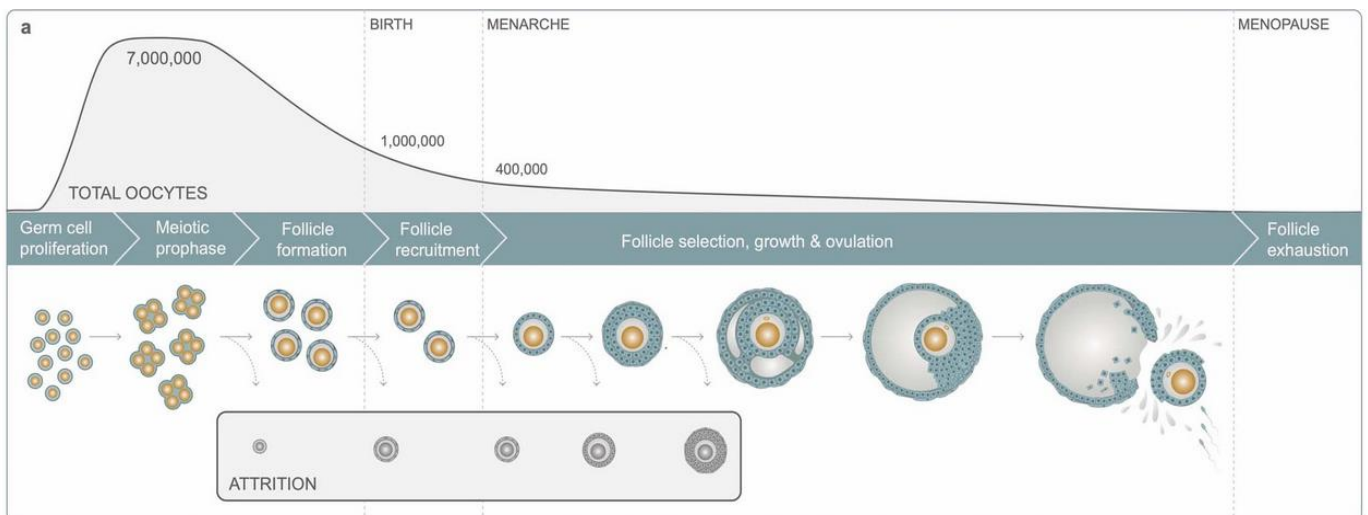 a
BIRTH
MENARCHE
MENOPAUSE
7,000,000
1,000,000
400,000
TOTAL OOCYTES
Germ cell
proliferation
Meiotic
prophase
Follicle
formation
Follicle
recruitment
Follicle selection, growth & ovulation
Follicle
exhaustion
ATTRITION